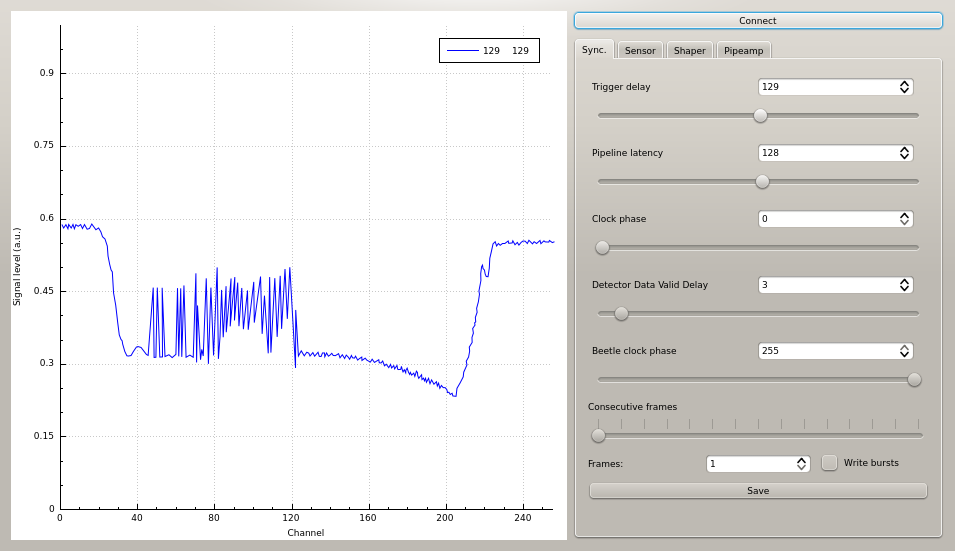 129 129
0.9
0.75
0.6
0.45
0.3
0.15
0
0 40 80 120 160 200 240
Channel
Signal level (a.u.)
Connect
Sync. Sensor Shaper Pipeamp
Trigger delay 129
Pipeline latency 128
Clock phase 0
Detector Data Valid Delay 3
Beetle clock phase 255
Consecutive frames
Frames: 1 Write bursts
Save